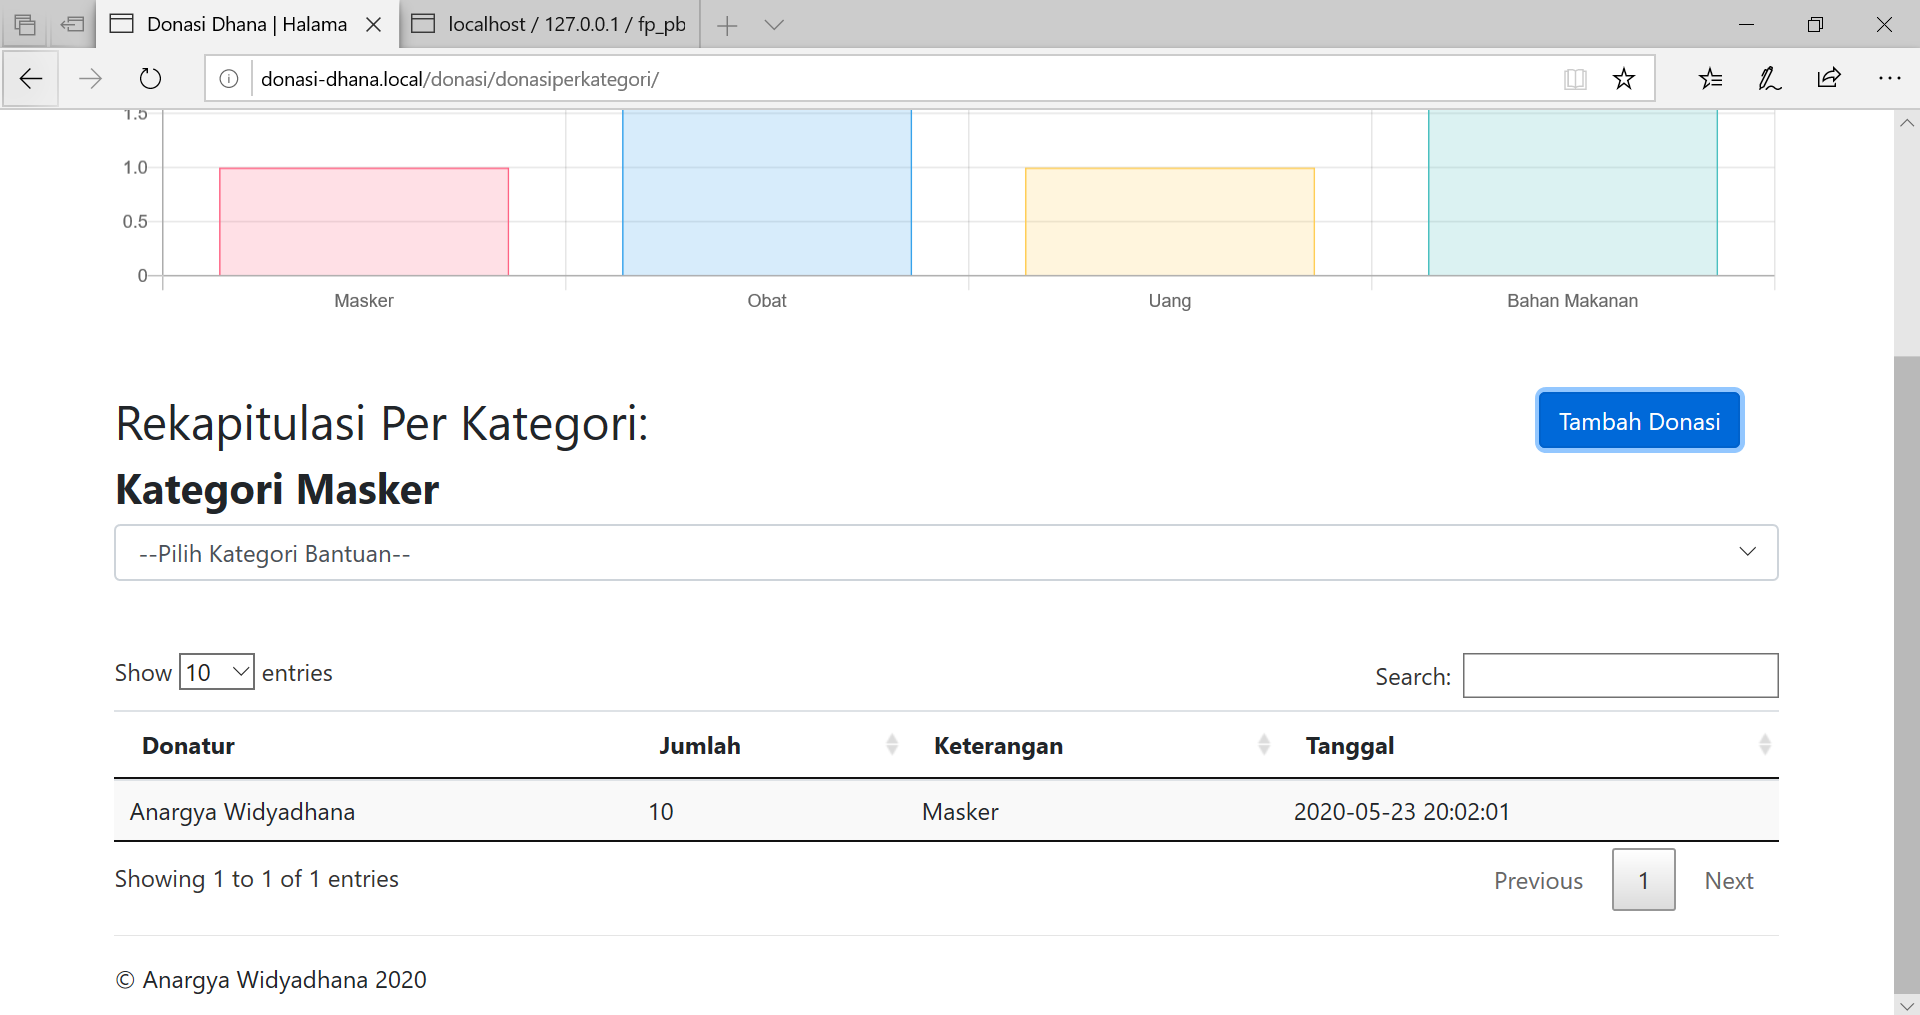 Donasi Dhana | Halama
localhost / 127.0.0.1 / fp_pb
donasi-dhana.local/donasi/donasiperkategori/
1.5
1.0
0.5
0
Masker Obat Uang Bahan Makanan
Rekapitulasi Per Kategori:
Tambah Donasi
Kategori Masker
--Pilih Kategori Bantuan--
Show 10 entries
Search:
Donatur Jumlah Keterangan Tanggal
Anargya Widyadhana 10 Masker 2020-05-23 20:02:01
Showing 1 to 1 of 1 entries
Previous 1 Next
© Anargya Widyadhana 2020